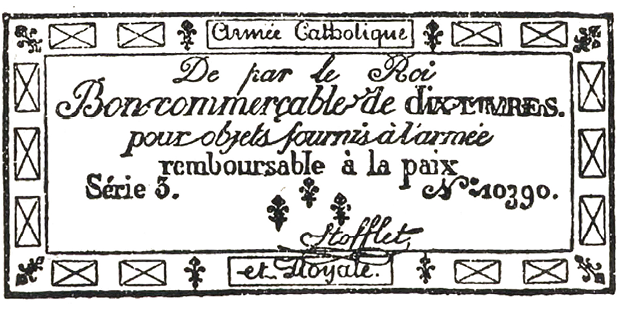 Armée Catholique
De par le Roi
Bon commerçable de DIX LIVRES.
pour objets fournis à l'armée
remboursable à la paix
Série 3. N.o 10390.
Stofflet
et Royale.